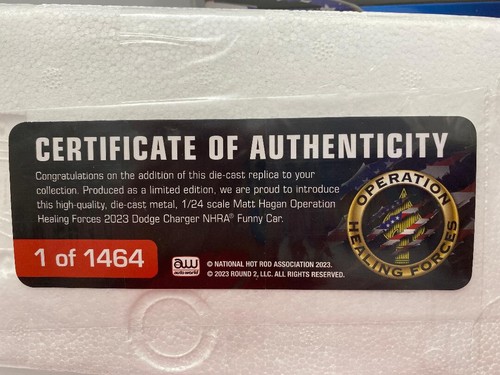 CERTIFICATE OF AUTHENTICITY
Congratulations on the addition of this die-cast replica to your
collection. Produced as a limited edition, we are proud to introduce
this high-quality, die-cast metal, 1/24 scale Matt Hagan Operation
Healing Forces 2023 Dodge Charger NHRA® Funny Car.
OPERATION
HEALING FORCES
1 of 1464
aw
auto world
© NATIONAL HOT ROD ASSOCIATION 2023.
© 2023 ROUND 2, LLC. ALL RIGHTS RESERVED.